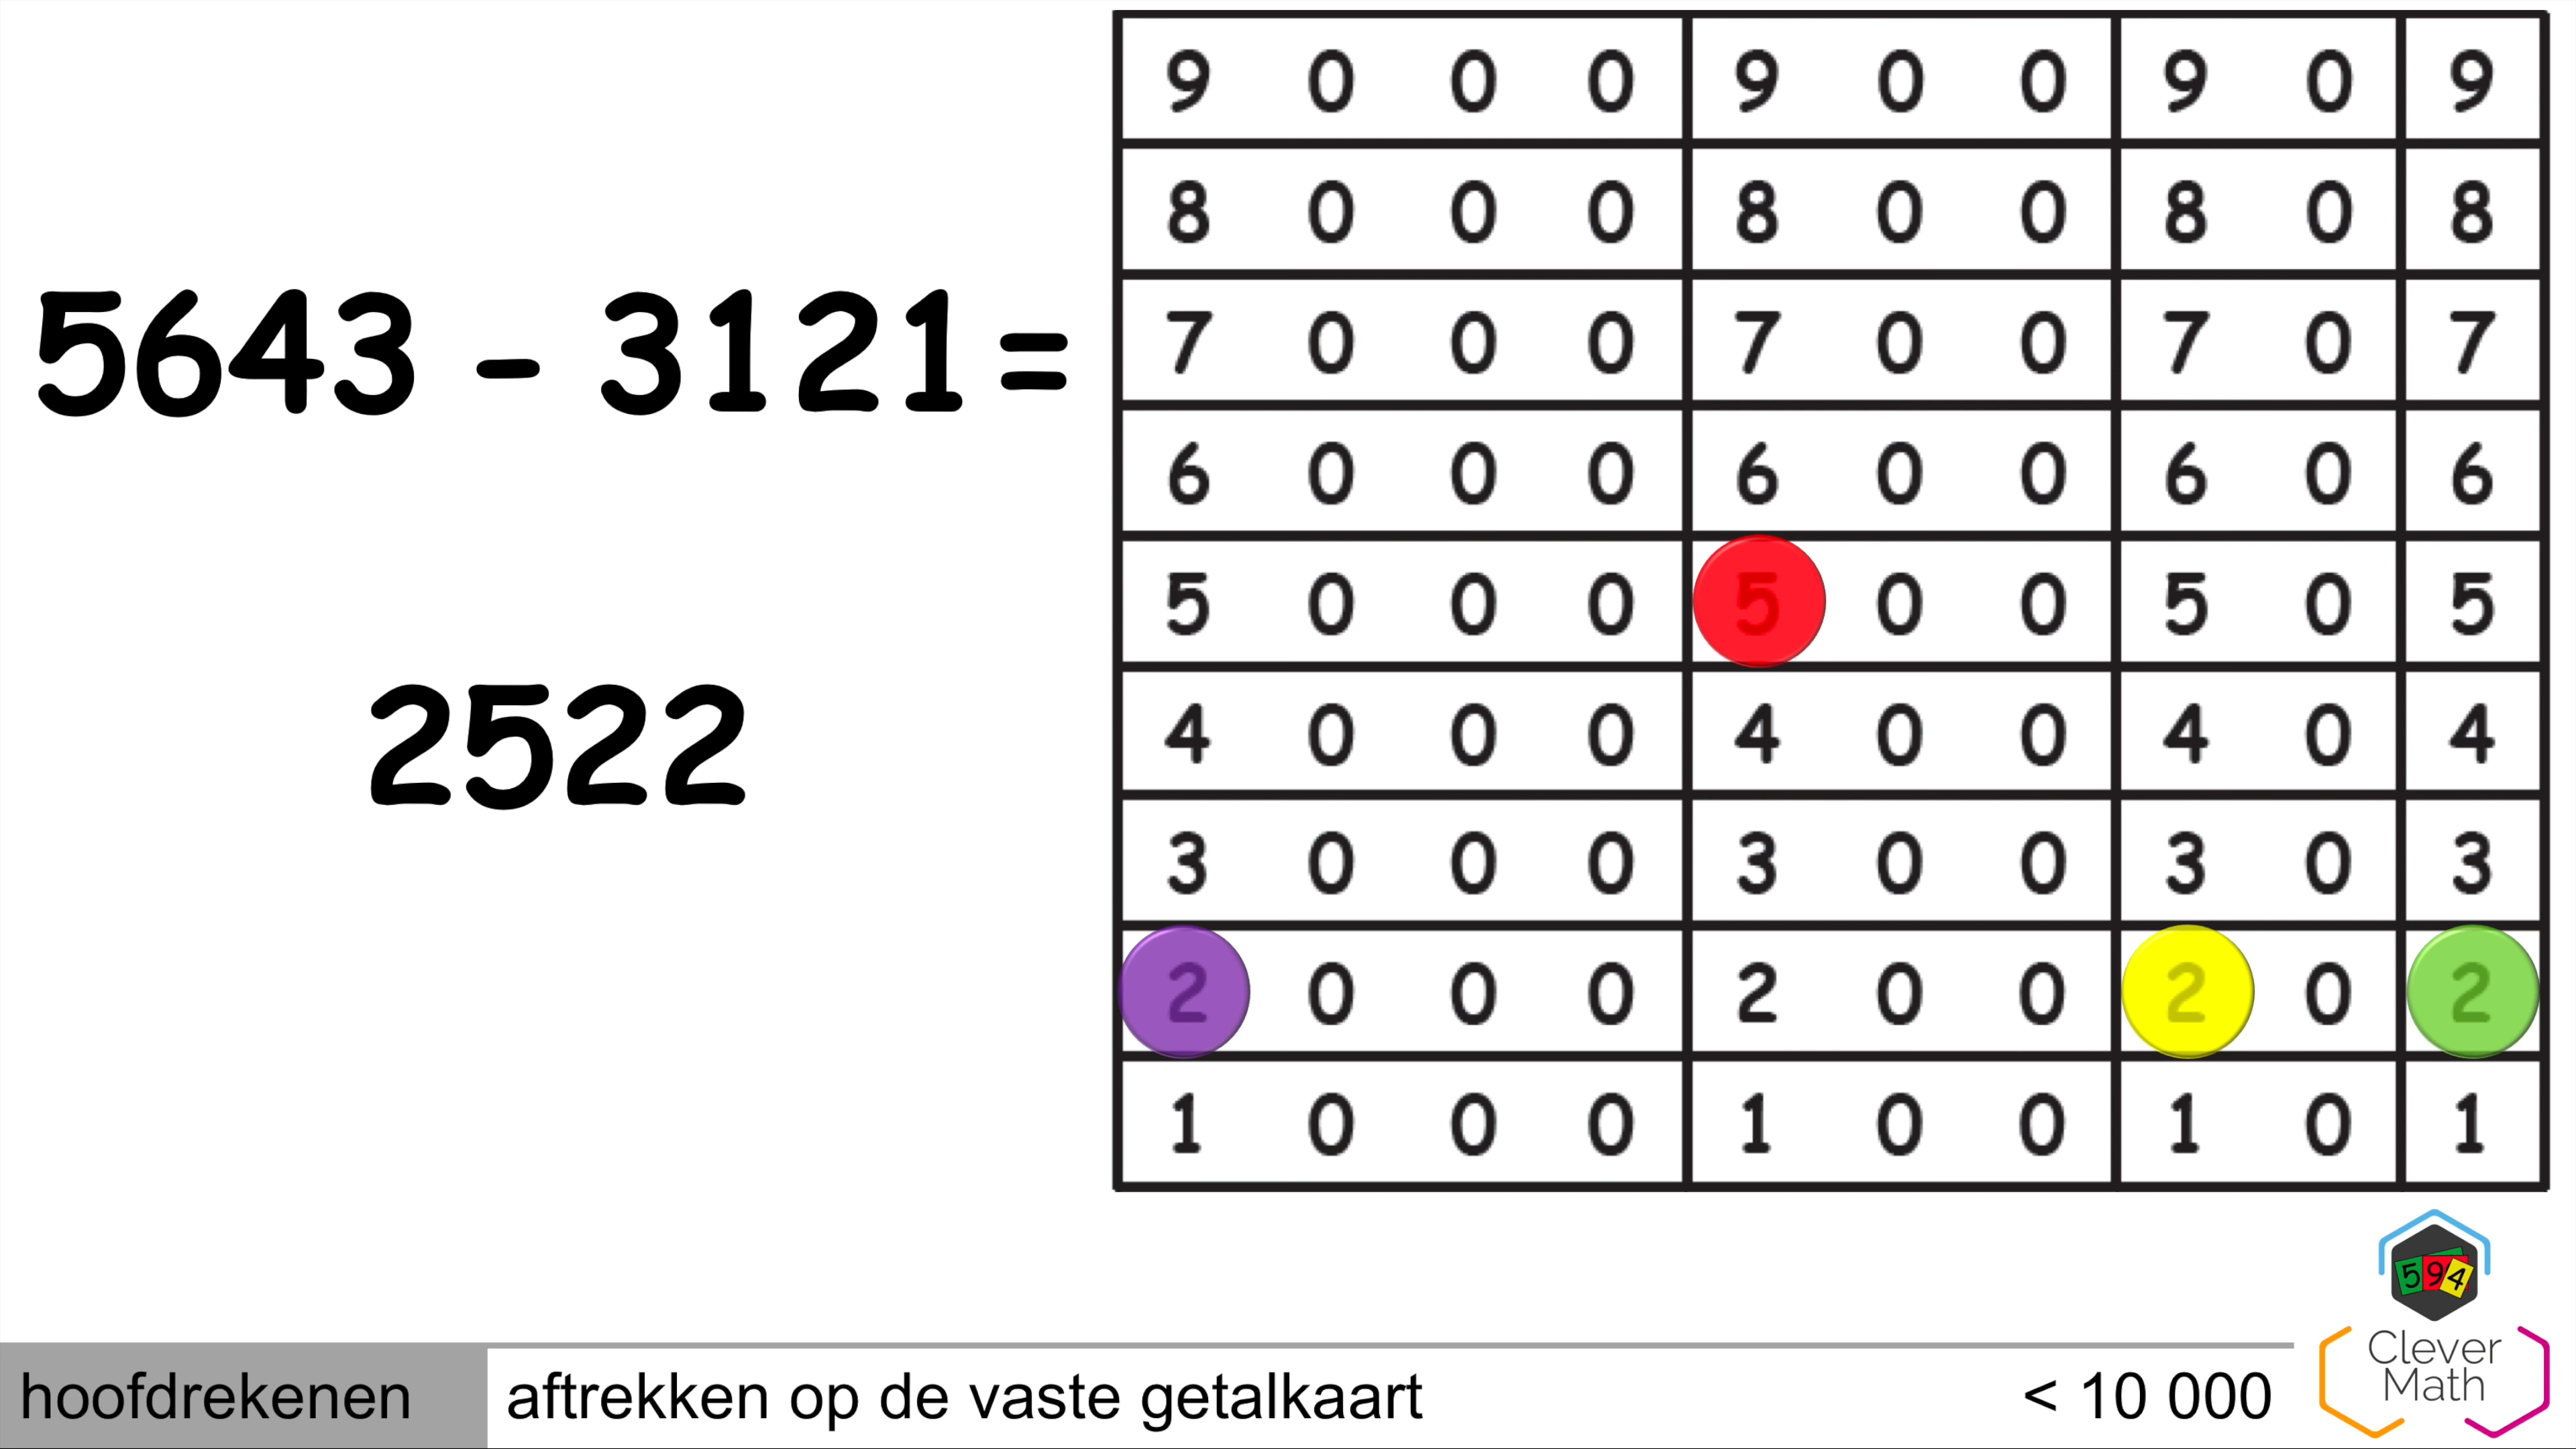 5643 - 3121=
2522
9 0 0 0 9 0 0 9 0 9
8 0 0 0 8 0 0 8 0 8
7 0 0 0 7 0 0 7 0 7
6 0 0 0 6 0 0 6 0 6
5 0 0 0 5 0 0 5 0 5
4 0 0 0 4 0 0 4 0 4
3 0 0 0 3 0 0 3 0 3
2 0 0 0 2 0 0 2 0 2
1 0 0 0 1 0 0 1 0 1
594
Clever
Math
hoofdrekenen aftrekken op de vaste getalkaart < 10 000